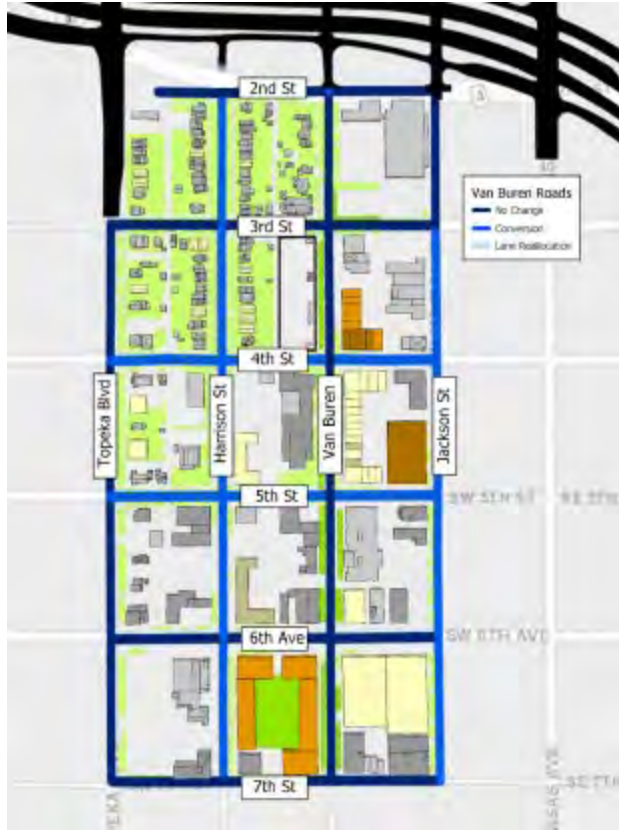 2nd St
Van Buren Roads
No Change
Conversion
Lane Reallocation
3rd St
4th St
Topeka Blvd
Harrison St
Van Buren
Jackson St
5th St
SW 5TH ST
6th Ave
SW 6TH AVE
7th St